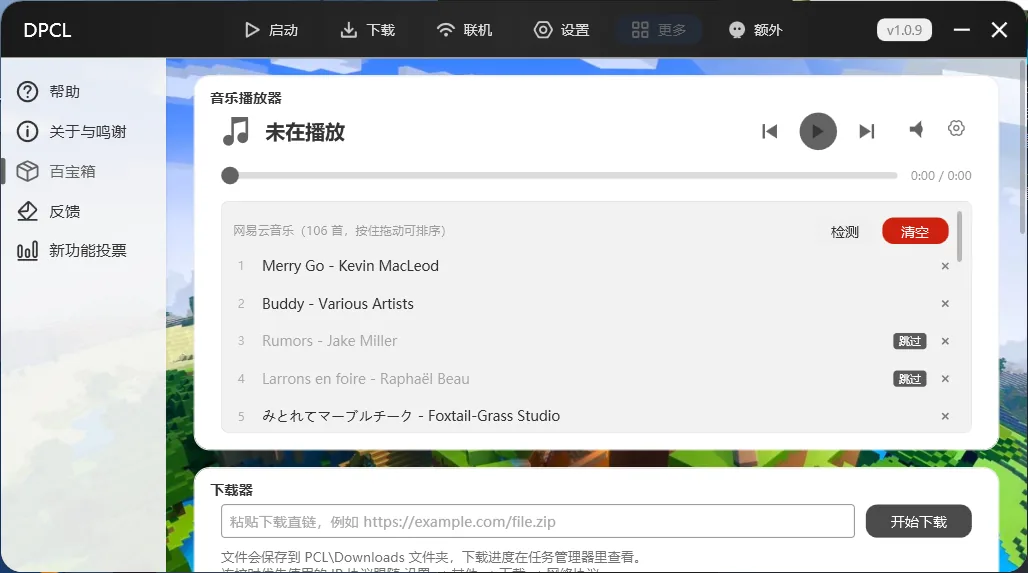 DPCL
启动
下载
联机
设置
更多
额外
v1.0.9
帮助
关于与鸣谢
百宝箱
反馈
新功能投票
音乐播放器
未在播放
0:00 / 0:00
网易云音乐（106 首，按住拖动可排序）
检测
清空
1 Merry Go - Kevin MacLeod
2 Buddy - Various Artists
3 Rumors - Jake Miller 跳过
4 Larrons en foire - Raphaël Beau 跳过
5 みとれてマーブルチーク - Foxtail-Grass Studio
下载器
粘贴下载直链，例如 https://example.com/file.zip
开始下载
文件会保存到 PCL\Downloads 文件夹，下载进度在任务管理器里查看。